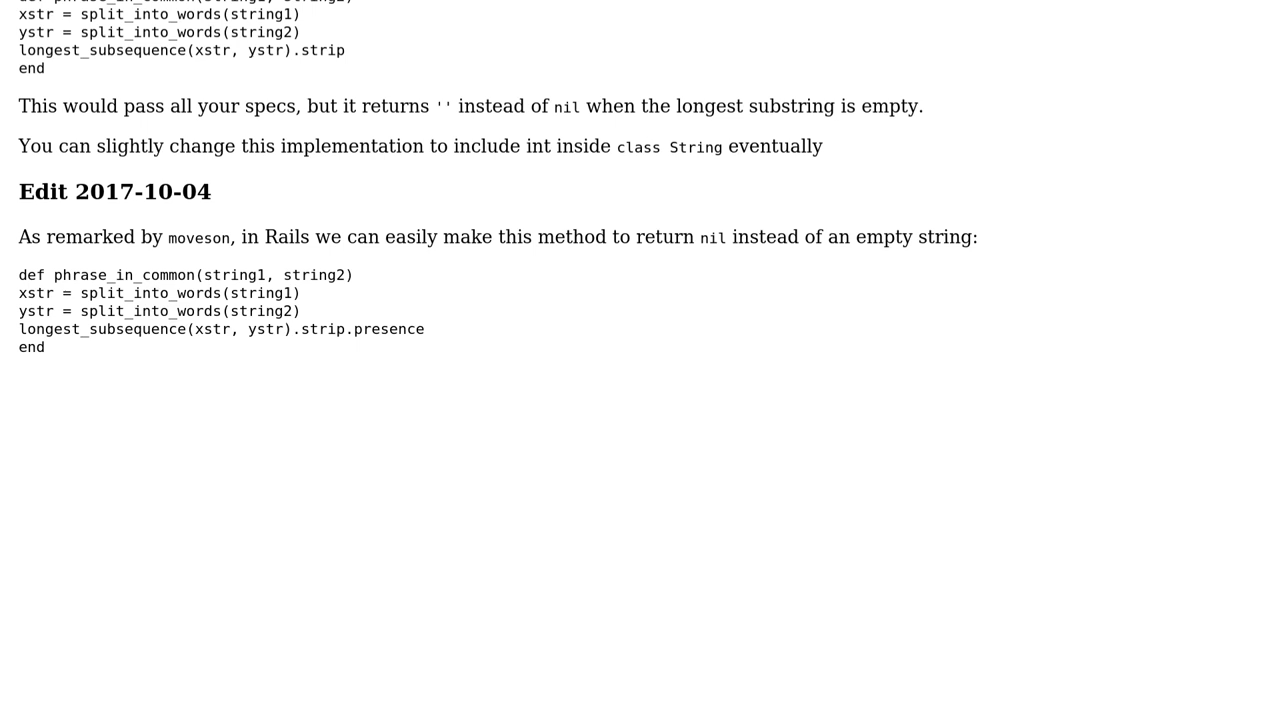 def phrase_in_common(string1, string2)
xstr = split_into_words(string1)
ystr = split_into_words(string2)
longest_subsequence(xstr, ystr).strip
end
This would pass all your specs, but it returns '' instead of nil when the longest substring is empty.
You can slightly change this implementation to include int inside class String eventually
Edit 2017-10-04
As remarked by moveson, in Rails we can easily make this method to return nil instead of an empty string:
def phrase_in_common(string1, string2)
xstr = split_into_words(string1)
ystr = split_into_words(string2)
longest_subsequence(xstr, ystr).strip.presence
end